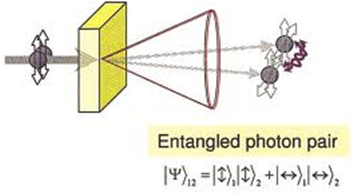 Entangled photon pair
|Ψ⟩₁₂ = |↕⟩₁|↕⟩₂ + |↔⟩₁|↔⟩₂